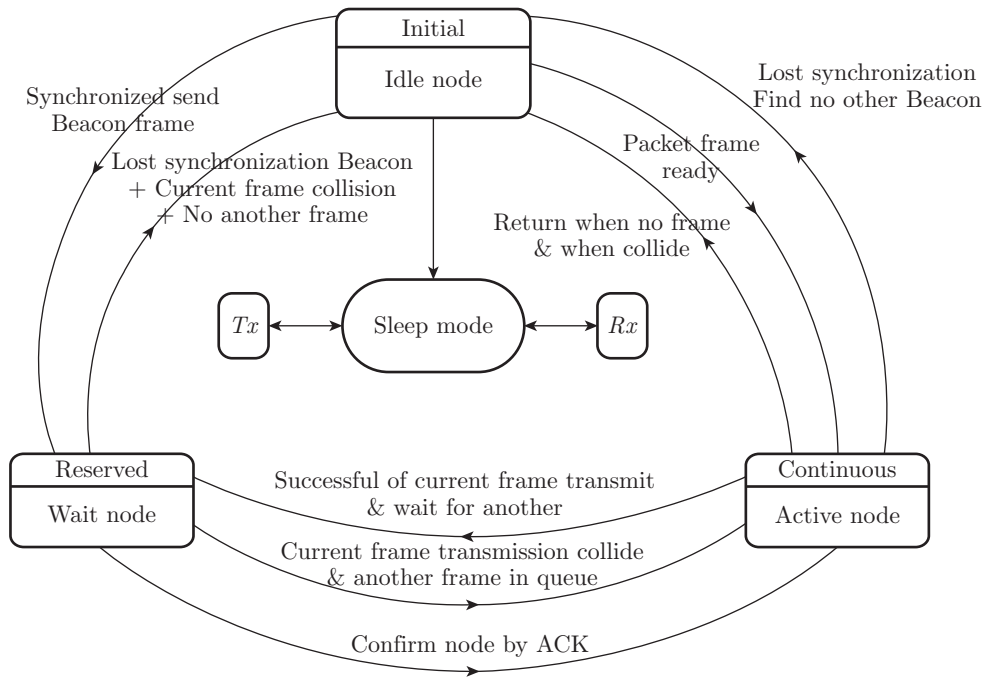 Initial
Idle node
Synchronized send
Beacon frame
Lost synchronization
Find no other Beacon
Packet frame
ready
Lost synchronization Beacon
+ Current frame collision
+ No another frame
Return when no frame
& when collide
Tx
Sleep mode
Rx
Reserved
Wait node
Continuous
Active node
Successful of current frame transmit
& wait for another
Current frame transmission collide
& another frame in queue
Confirm node by ACK